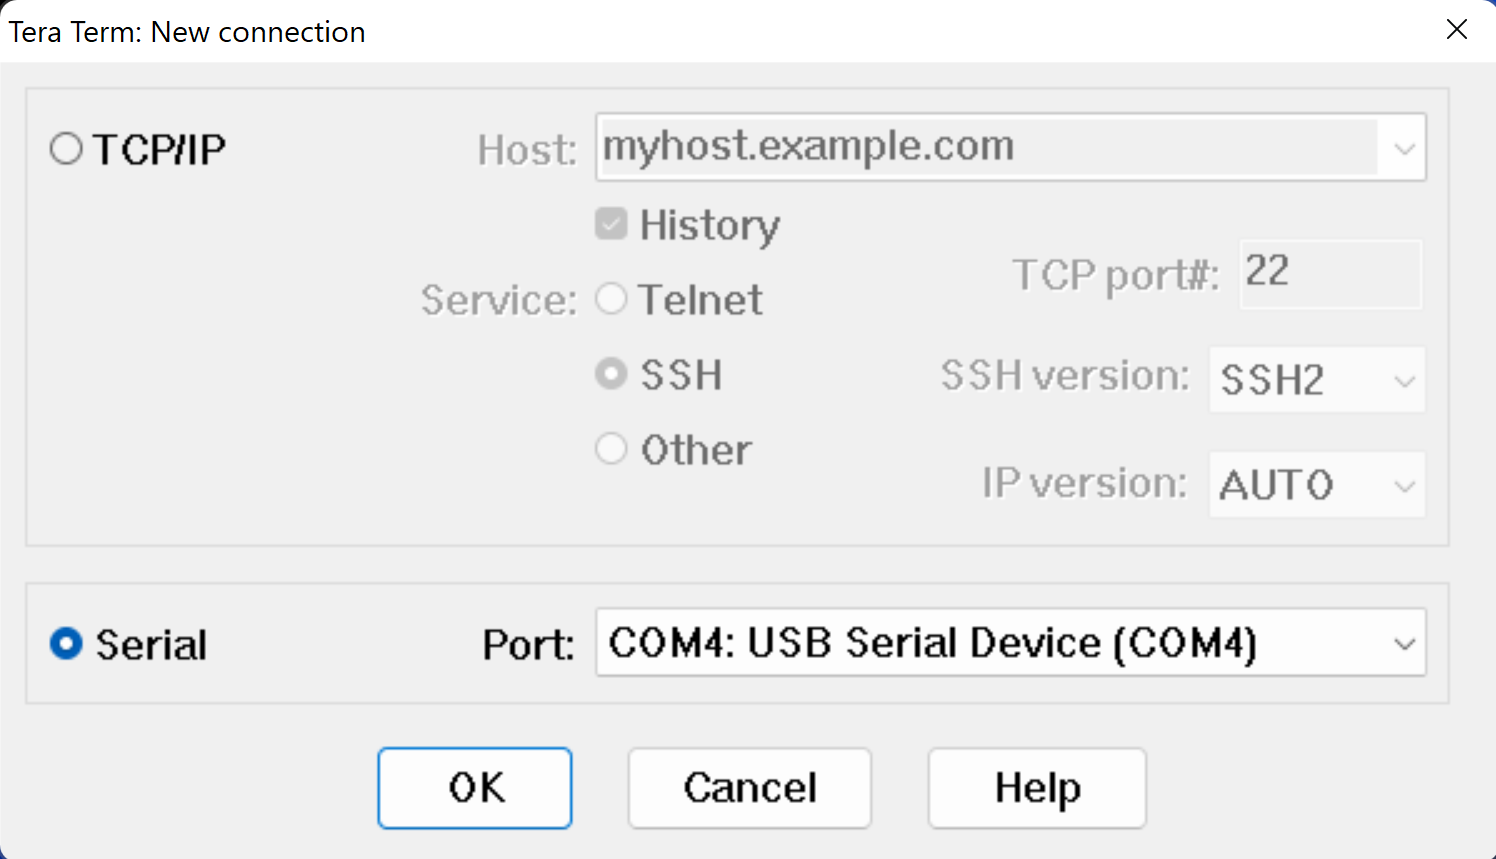 Tera Term: New connection
TCP/IP
Host: myhost.example.com
History
TCP port#: 22
Service: Telnet
SSH
SSH version: SSH2
Other
IP version: AUTO
Serial
Port: COM4: USB Serial Device (COM4)
OK Cancel Help